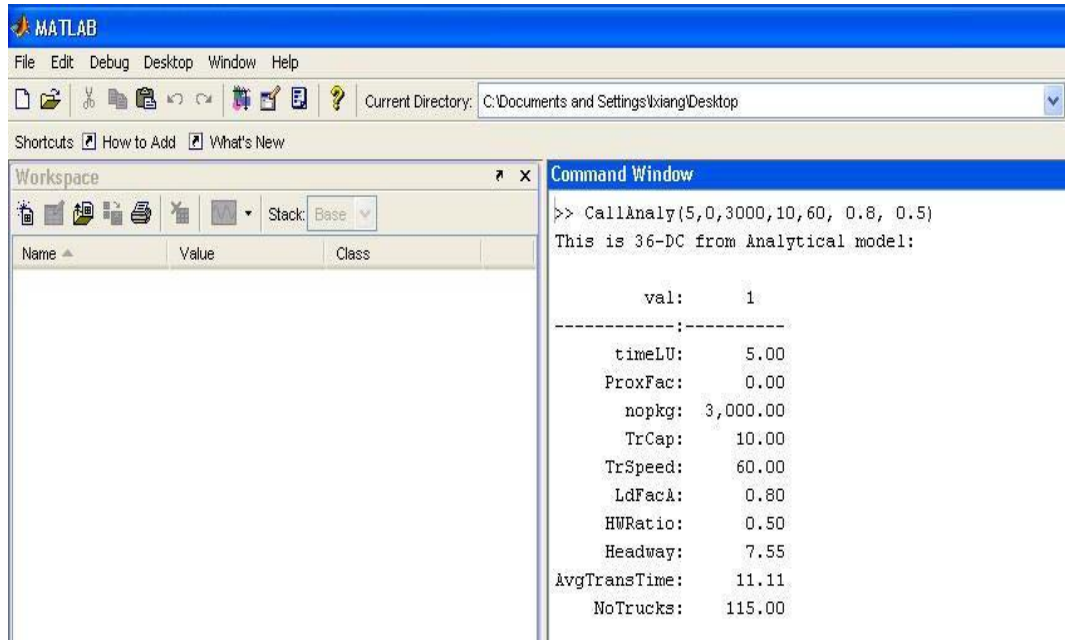 MATLAB
File Edit Debug Desktop Window Help
Current Directory: C:\Documents and Settings\lxiang\Desktop
Shortcuts How to Add What's New
Workspace
Stack: Base
Name Value Class
Command Window
>> CallAnaly(5,0,3000,10,60, 0.8, 0.5)
This is 36-DC from Analytical model:
val: 1
------------:----------
timeLU: 5.00
ProxFac: 0.00
nopkg: 3,000.00
TrCap: 10.00
TrSpeed: 60.00
LdFacA: 0.80
HWRatio: 0.50
Headway: 7.55
AvgTransTime: 11.11
NoTrucks: 115.00